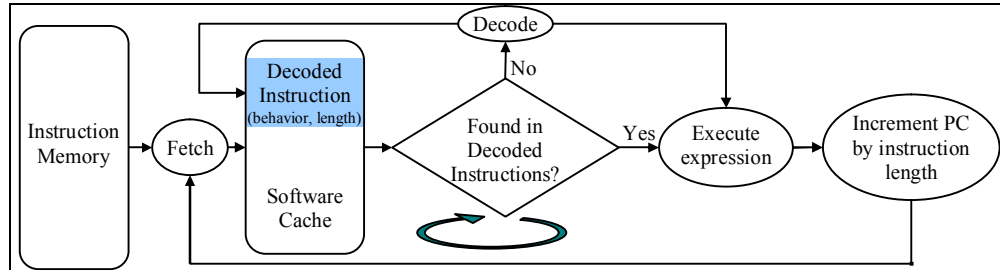 Instruction
Memory
Fetch
Decoded
Instruction
(behavior, length)
Software
Cache
Decode
No
Found in
Decoded
Instructions?
Yes
Execute
expression
Increment PC
by instruction
length